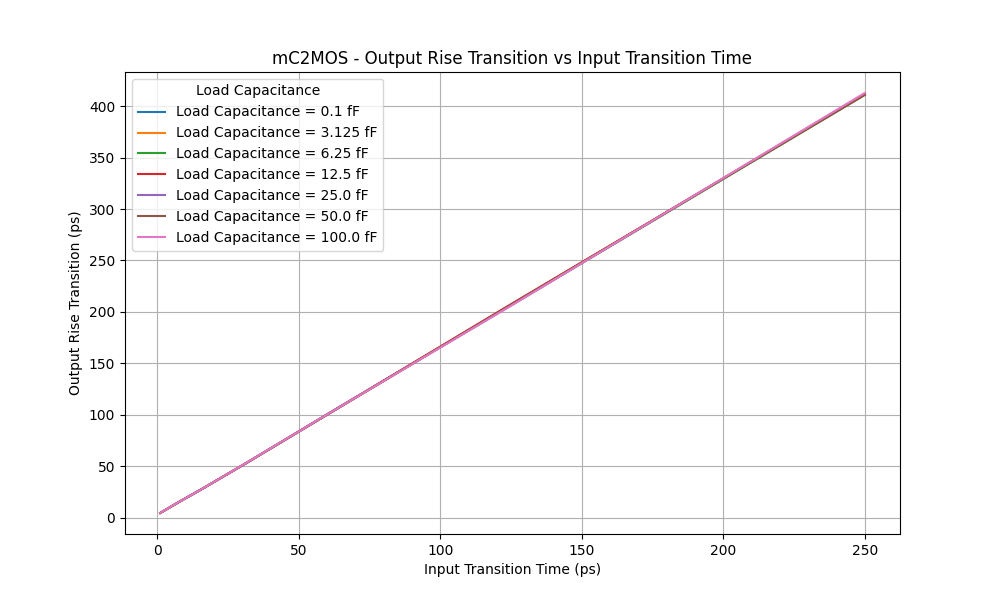 mC2MOS - Output Rise Transition vs Input Transition Time
Load Capacitance
Load Capacitance = 0.1 fF
Load Capacitance = 3.125 fF
Load Capacitance = 6.25 fF
Load Capacitance = 12.5 fF
Load Capacitance = 25.0 fF
Load Capacitance = 50.0 fF
Load Capacitance = 100.0 fF
Output Rise Transition (ps)
400
350
300
250
200
150
100
50
0
0 50 100 150 200 250
Input Transition Time (ps)